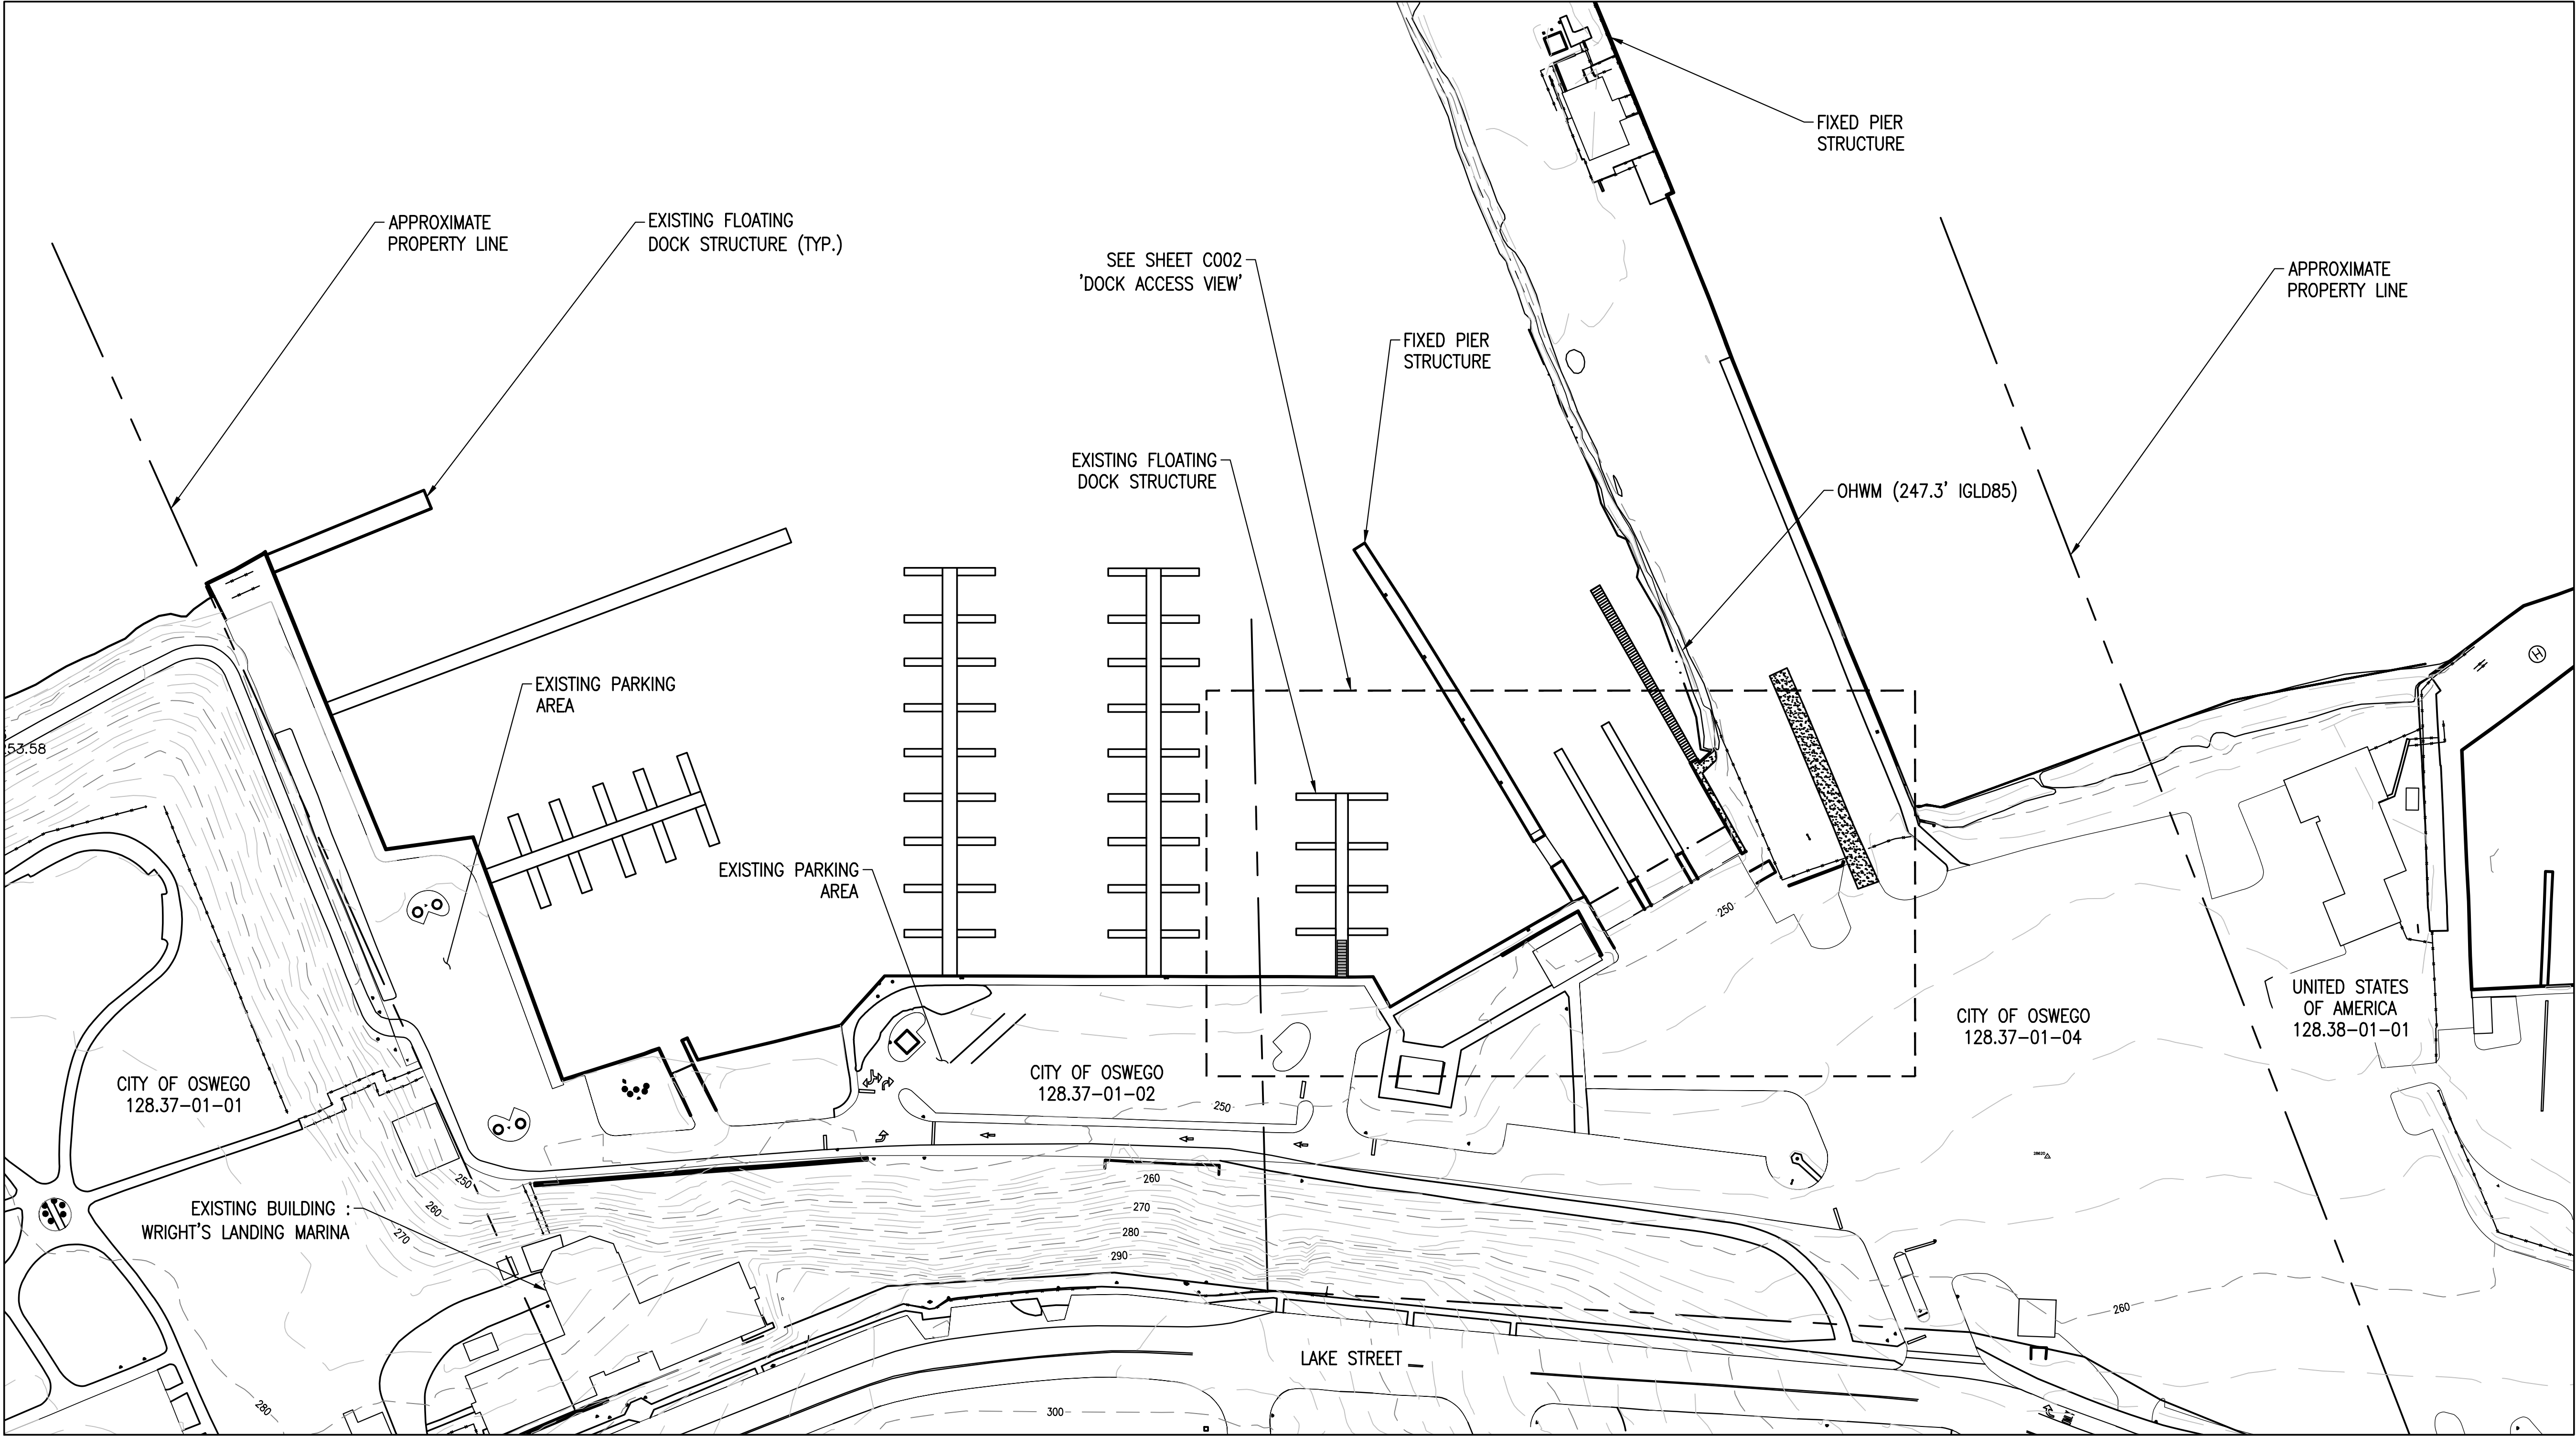 FIXED PIER
STRUCTURE
APPROXIMATE
PROPERTY LINE
EXISTING FLOATING
DOCK STRUCTURE (TYP.)
SEE SHEET C002
'DOCK ACCESS VIEW'
APPROXIMATE
PROPERTY LINE
FIXED PIER
STRUCTURE
EXISTING FLOATING
DOCK STRUCTURE
OHWM (247.3' IGLD85)
H
EXISTING PARKING
AREA
53.58
EXISTING PARKING
AREA
250
UNITED STATES
OF AMERICA
128.38-01-01
CITY OF OSWEGO
128.37-01-04
CITY OF OSWEGO
128.37-01-02
CITY OF OSWEGO
128.37-01-01
250
250
260
270
260
270
280
290
EXISTING BUILDING :
WRIGHT'S LANDING MARINA
260
LAKE STREET
280
300